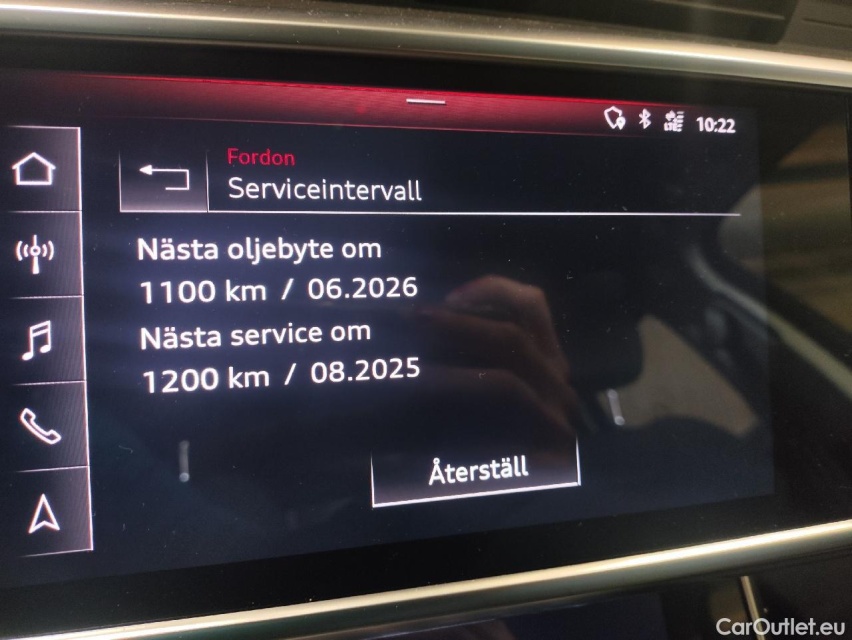 LTE 10:22
Fordon
Serviceintervall
Nästa oljebyte om
1100 km / 06.2026
Nästa service om
1200 km / 08.2025
Återställ
CarOutlet.eu